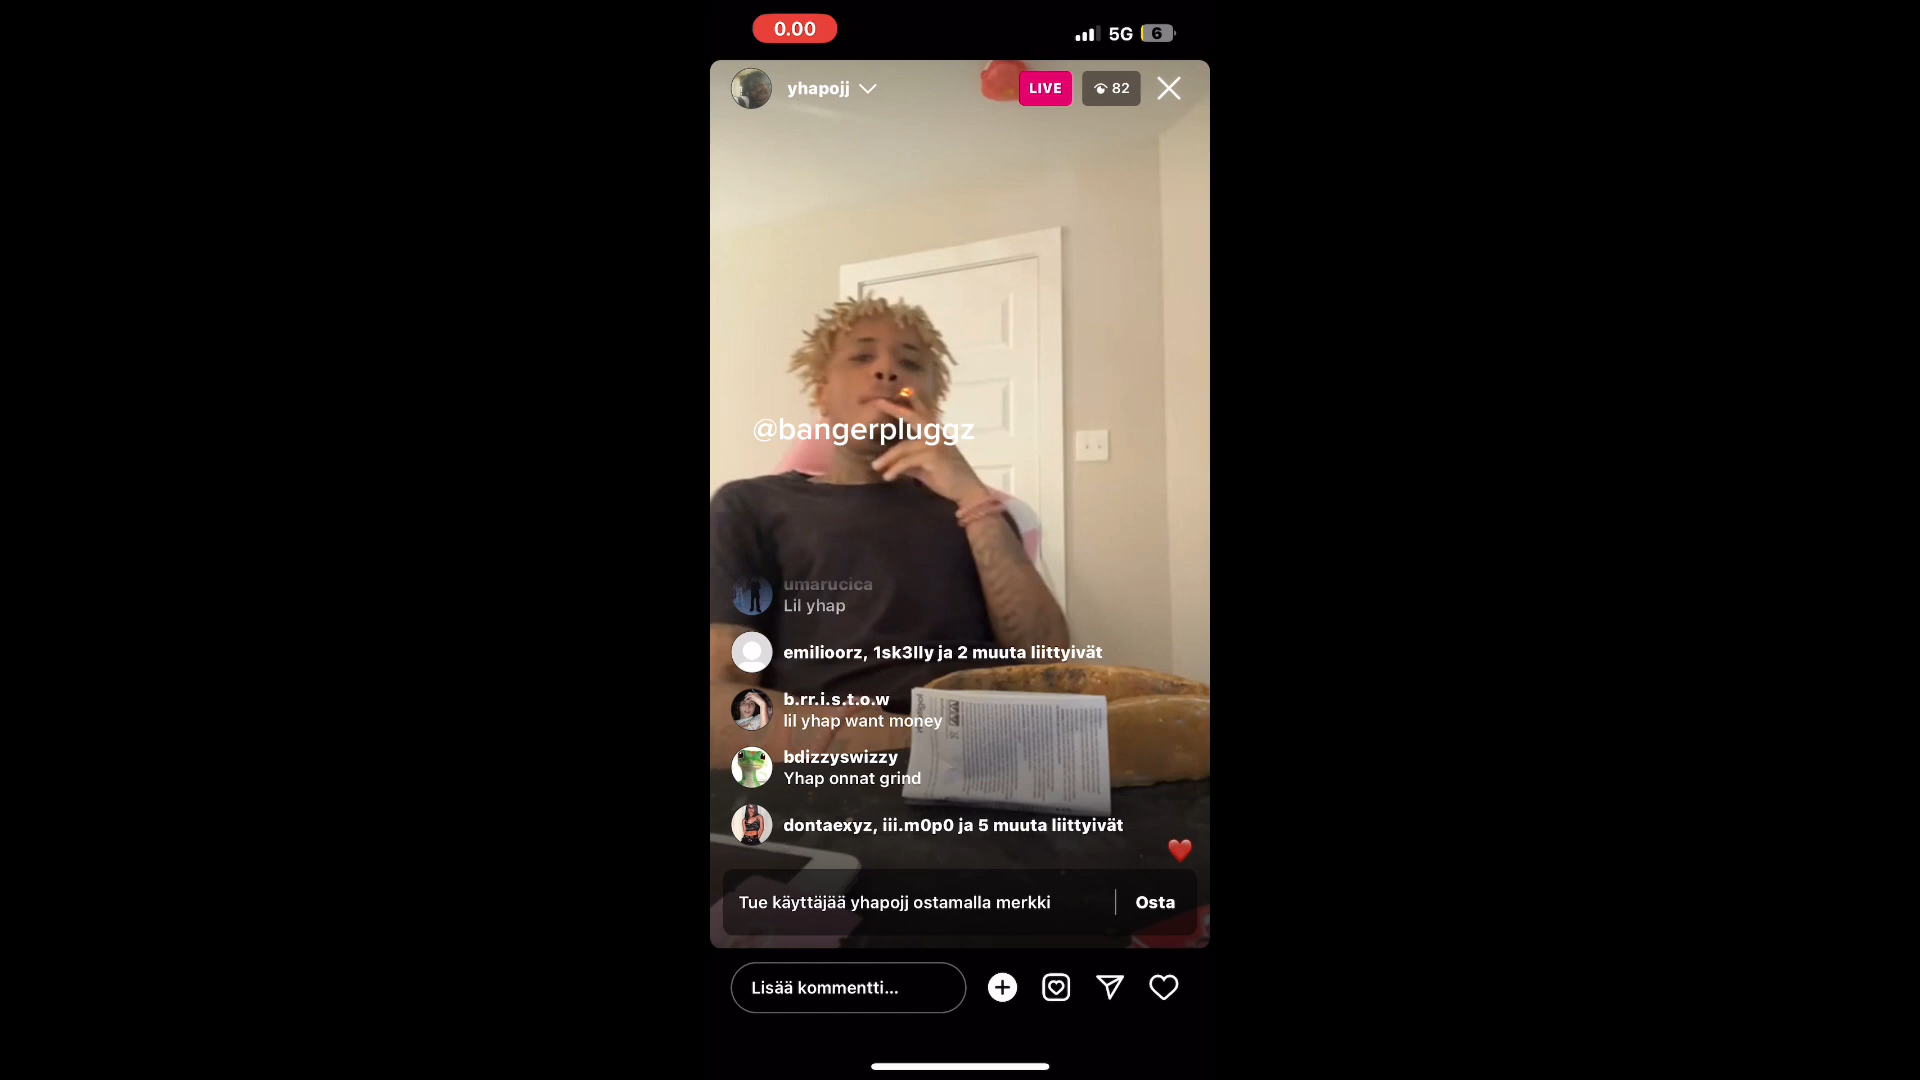 0.00
5G
6
yhapojj
LIVE
82
@bangerpluggz
umarucica
Lil yhap
emilioorz, 1sk3lly ja 2 muuta liittyivät
b.rr.i.s.t.o.w
lil yhap want money
bdizzyswizzy
Yhap onnat grind
dontaexyz, iii.m0p0 ja 5 muuta liittyivät
Tue käyttäjää yhapojj ostamalla merkki
Osta
Lisää kommentti...